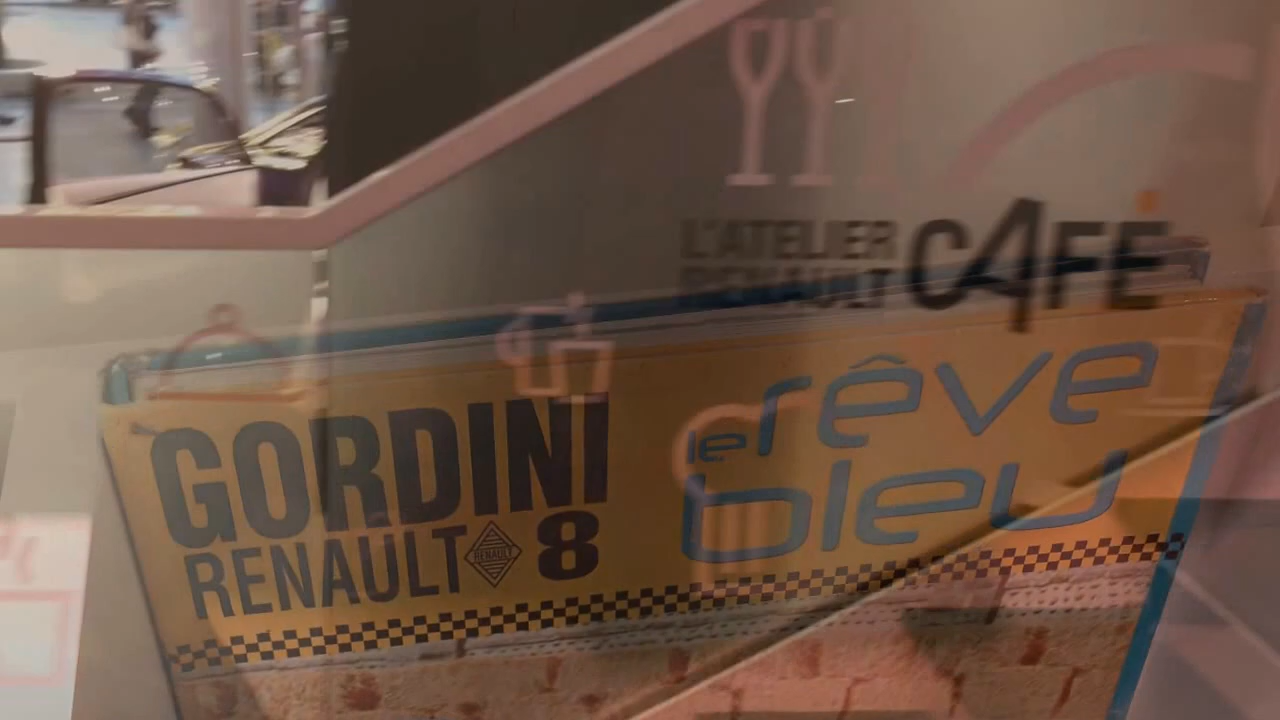 L'ATELIER
RENAULT CAFÉ
GORDINI
RENAULT RENAULT 8
le rêve
bleu